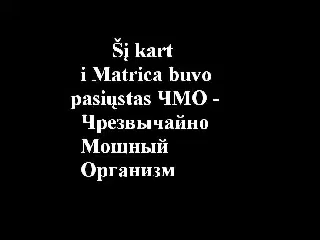 Šį kart
i Matrica buvo
pasiųstas ЧМО -
Чрезвычайно
Мошный
Организм